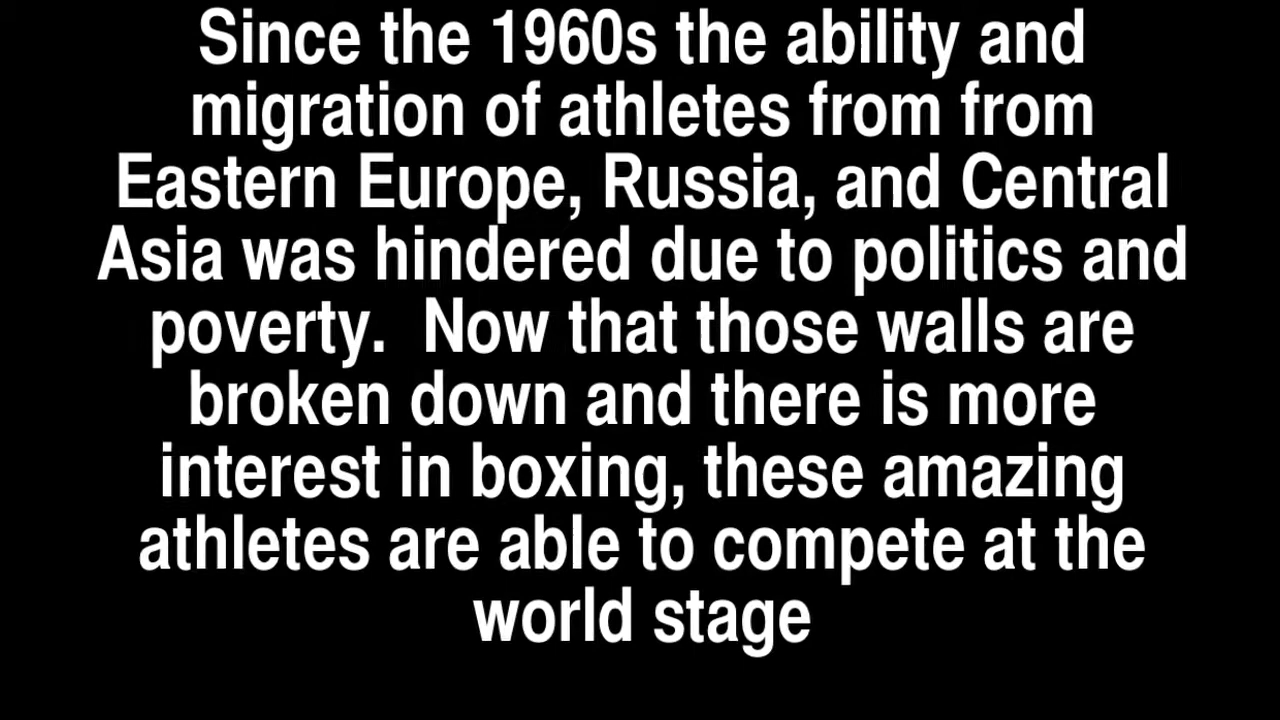 Since the 1960s the ability and
migration of athletes from from
Eastern Europe, Russia, and Central
Asia was hindered due to politics and
poverty.  Now that those walls are
broken down and there is more
interest in boxing, these amazing
athletes are able to compete at the
world stage